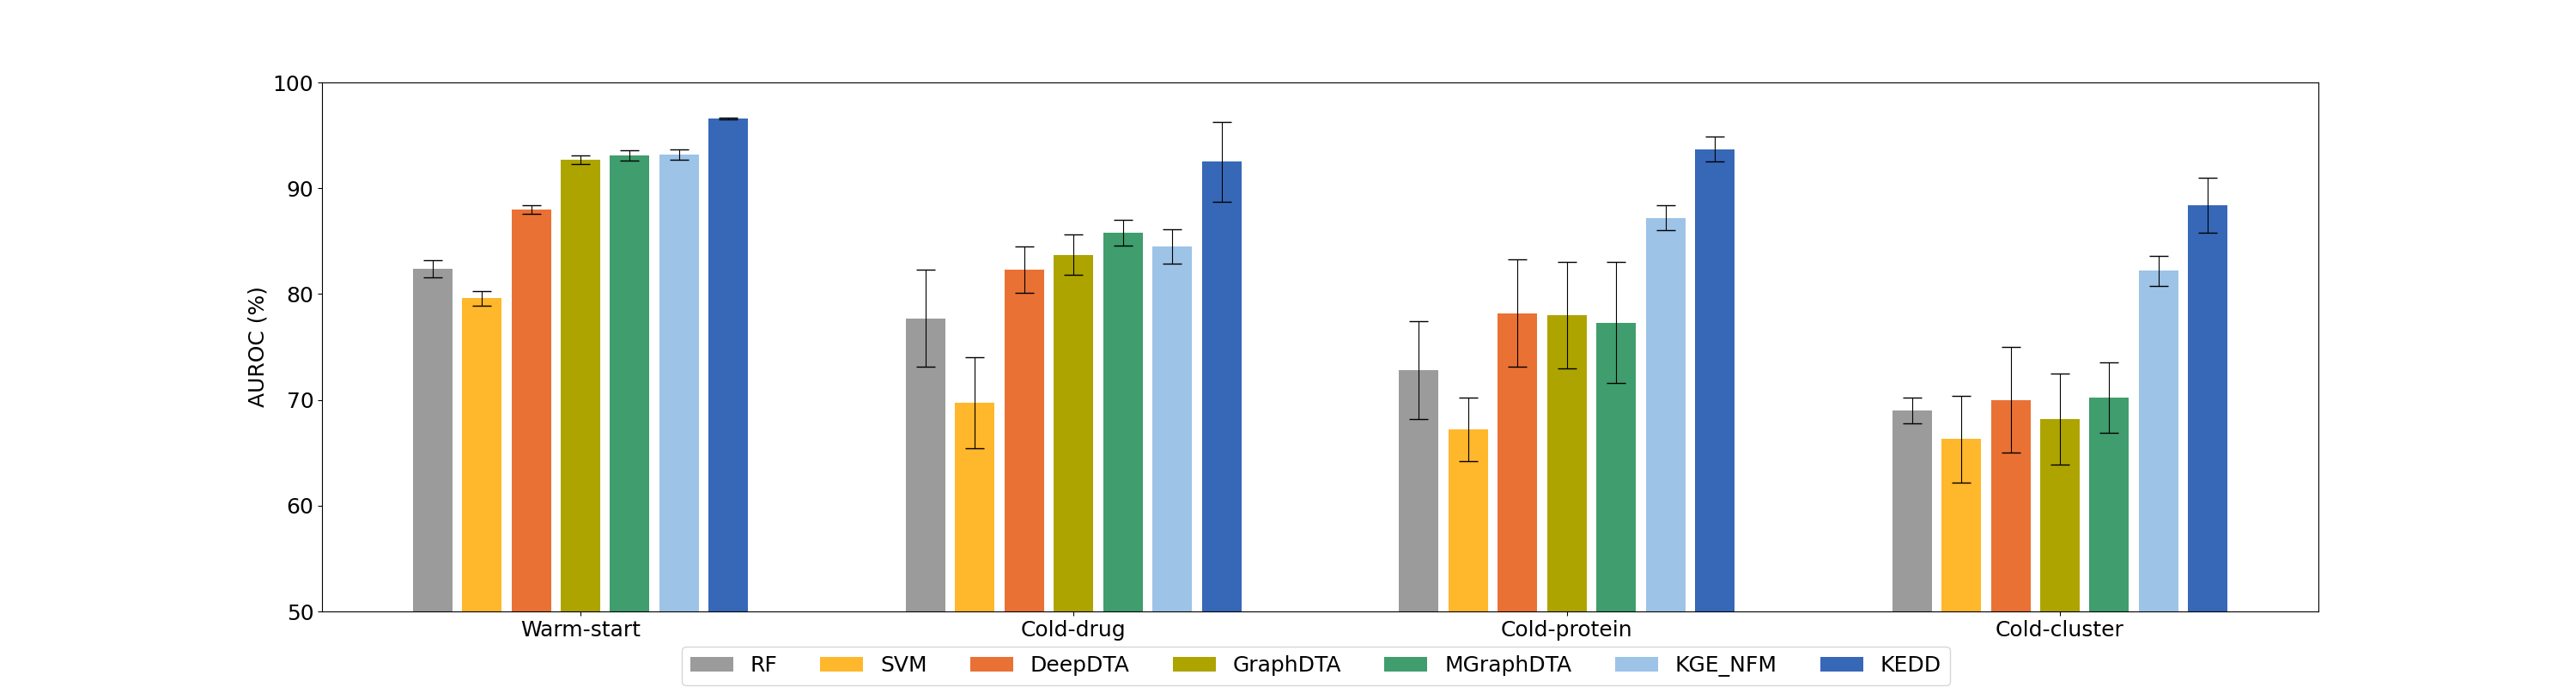 100
90
80
70
60
50
AUROC (%)
Warm-start Cold-drug Cold-protein Cold-cluster
RF SVM DeepDTA GraphDTA MGraphDTA KGE_NFM KEDD